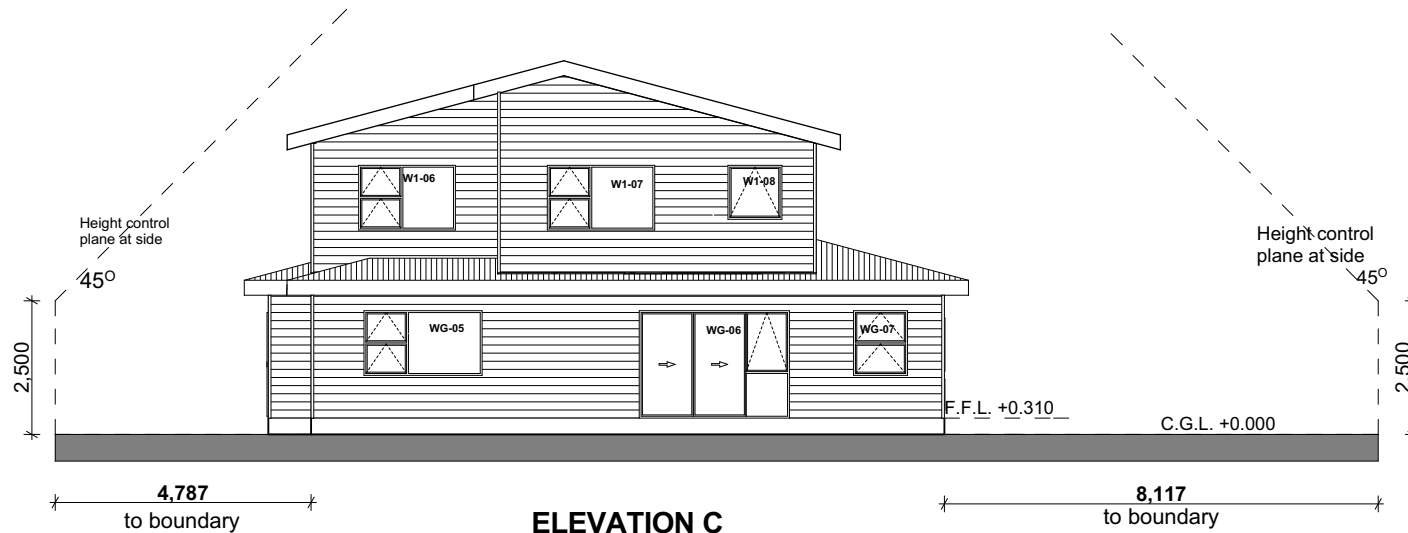 W1-06
W1-07
W1-08
Height control
plane at side
45O
Height control
plane at side
45O
2,500
WG-05
WG-06
WG-07
2,500
F.F.L. +0.310
C.G.L. +0.000
4,787
to boundary
ELEVATION C
8,117
to boundary